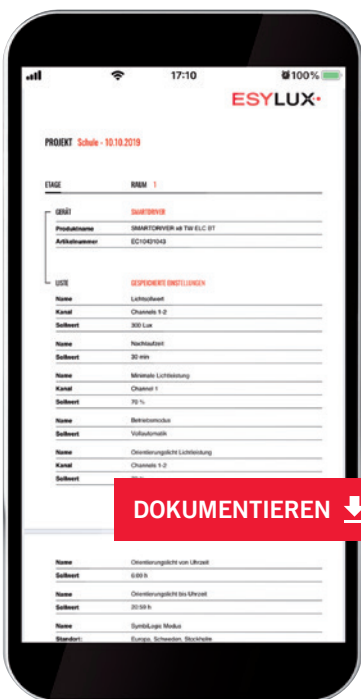 17:10
100%
ESYLUX
PROJEKT Schule - 10.10.2019
ETAGE RAUM 1
GERÄT SMARTDRIVER
Produktname SMARTDRIVER x8 TW ELC BT
Artikelnummer EC10431043
LISTE GESPEICHERTE EINSTELLUNGEN
Name Lichtsollwert
Kanal Channels 1-2
Sollwert 300 Lux
Name Nachlaufzeit
Sollwert 30 min
Name Minimale Lichtleistung
Kanal Channel 1
Sollwert 70 %
Name Betriebsmodus
Sollwert Vollautomatik
Name Orientierungslicht Lichtleistung
Kanal Channels 1-2
Sollwert
DOKUMENTIEREN
Name Orientierungslicht von Uhrzeit
Sollwert 6:00 h
Name Orientierungslicht bis Uhrzeit
Sollwert 20:59 h
Name SymbiLogic Modus
Standort: Europa, Schweden, Stockholm